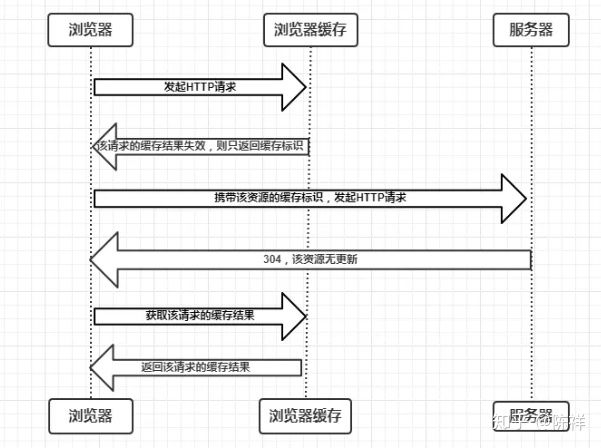 浏览器 浏览器缓存 服务器
发起HTTP请求
该请求的缓存结果失效，则只返回缓存标识
携带该资源的缓存标识，发起HTTP请求
304，该资源无更新
获取该请求的缓存结果
返回该请求的缓存结果
浏览器 浏览器缓存 服务器
知乎 @陈祥